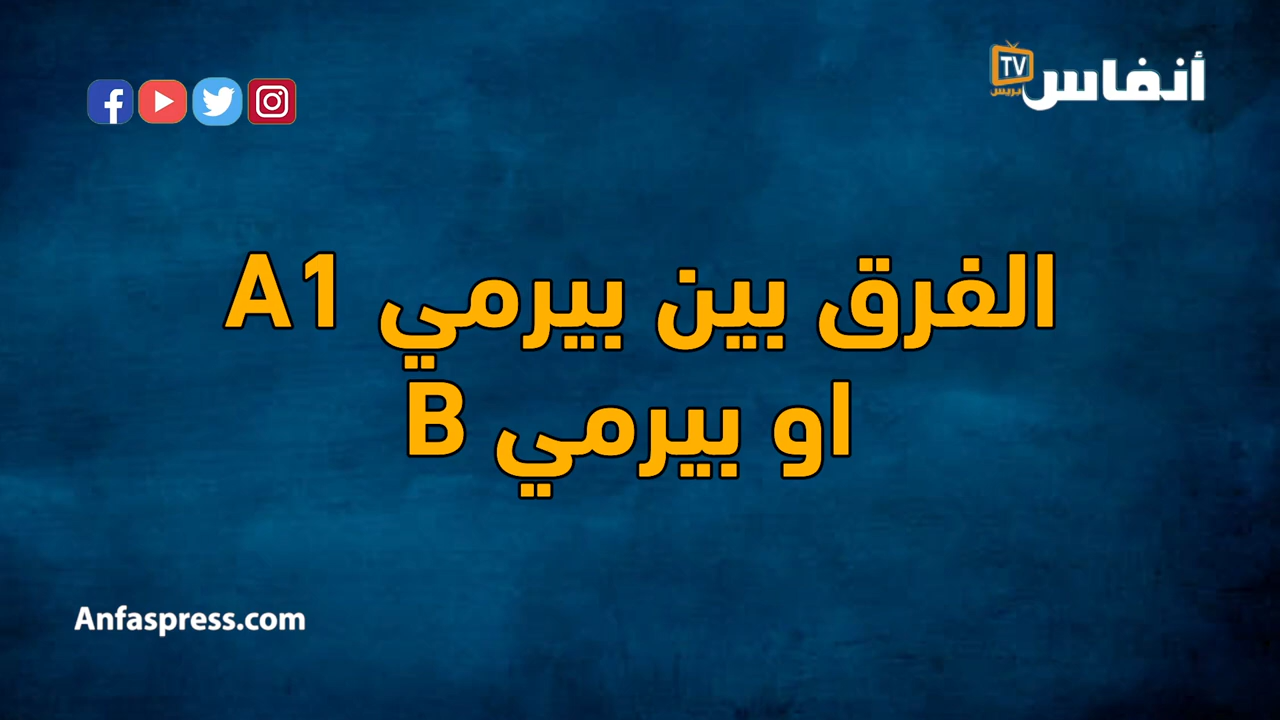 أنفاس
TV
بريس
الفرق بين بيرمي A1
او بيرمي B
Anfaspress.com